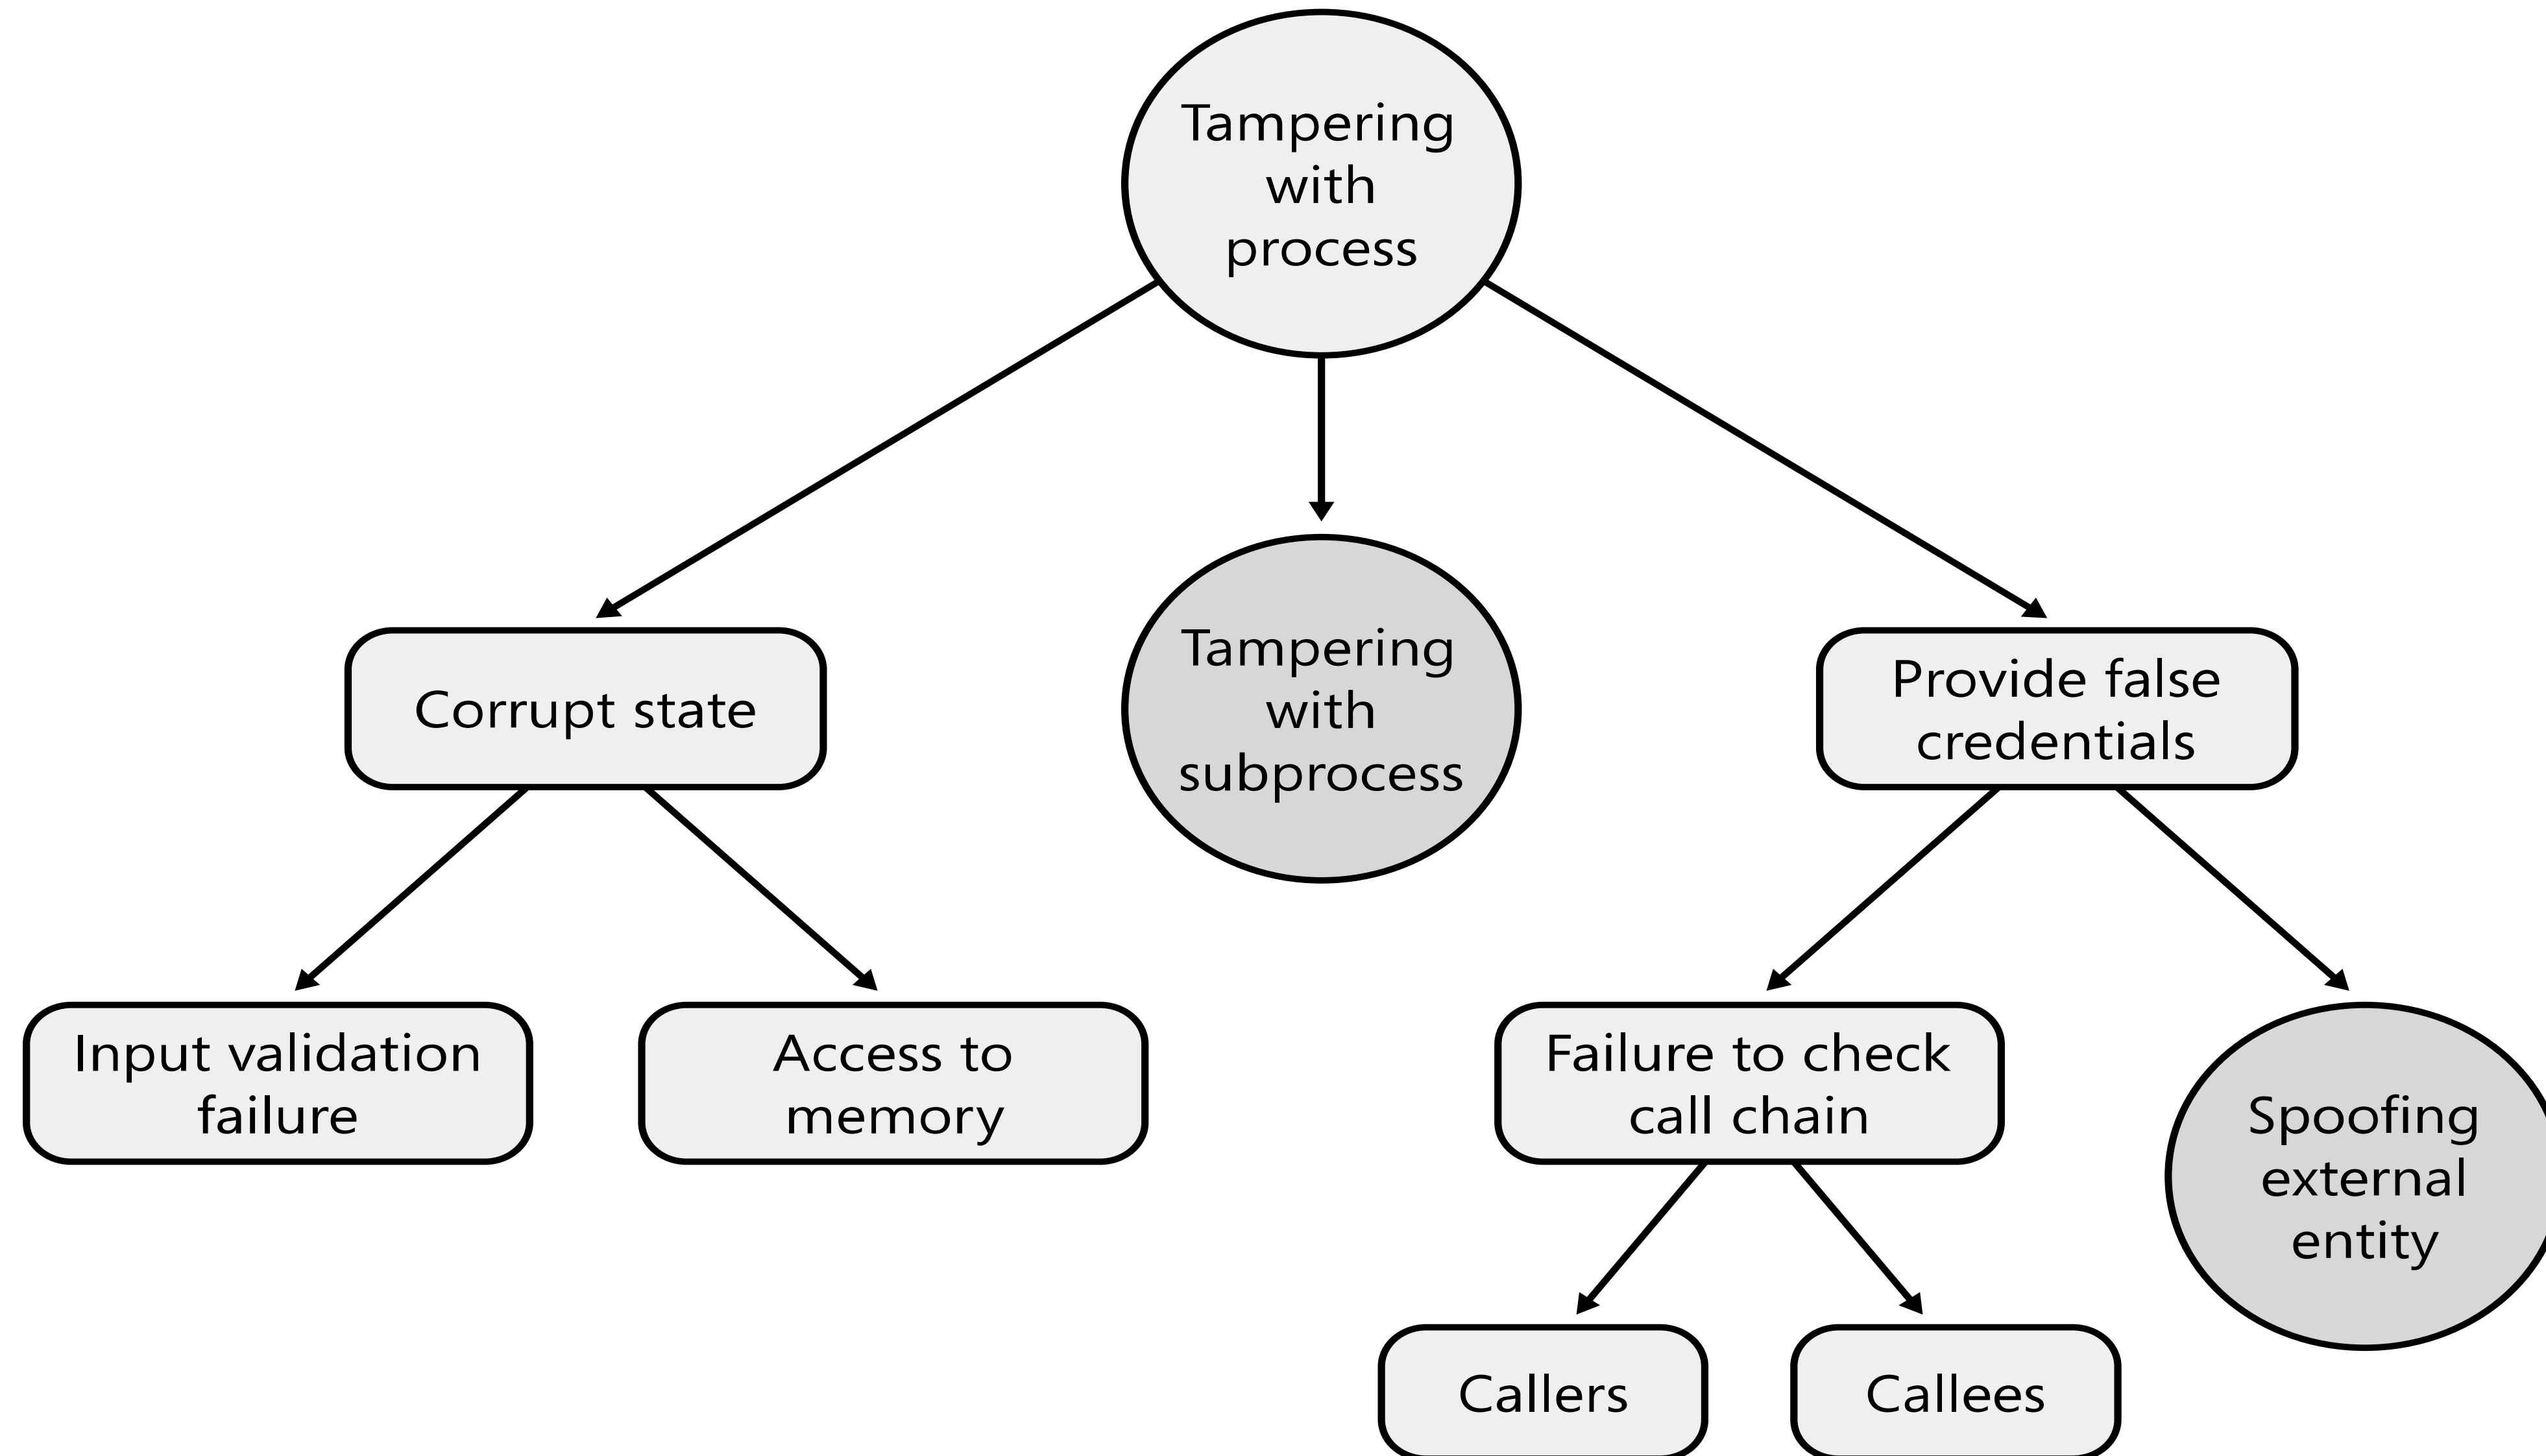 Tampering
with
process
Corrupt state
Tampering
with
subprocess
Provide false
credentials
Input validation
failure
Access to
memory
Failure to check
call chain
Spoofing
external
entity
Callers
Callees